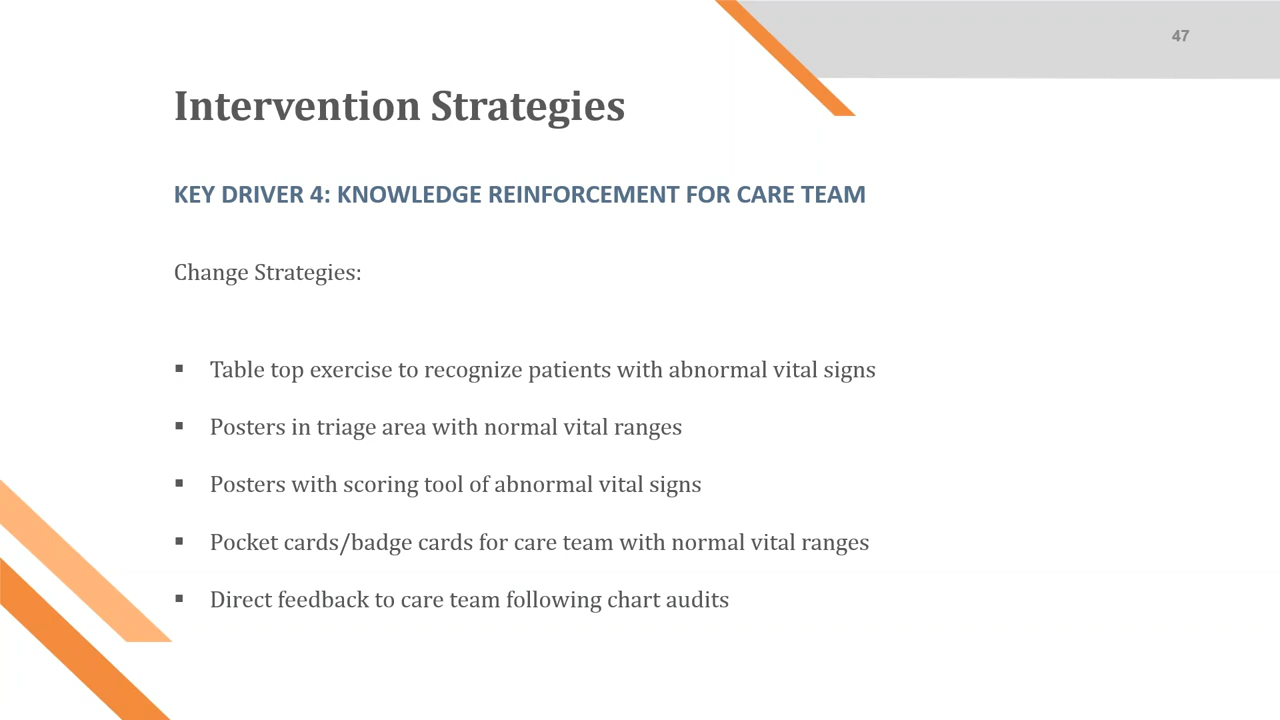 47
Intervention Strategies
KEY DRIVER 4: KNOWLEDGE REINFORCEMENT FOR CARE TEAM
Change Strategies:
▪ Table top exercise to recognize patients with abnormal vital signs
▪ Posters in triage area with normal vital ranges
▪ Posters with scoring tool of abnormal vital signs
▪ Pocket cards/badge cards for care team with normal vital ranges
▪ Direct feedback to care team following chart audits